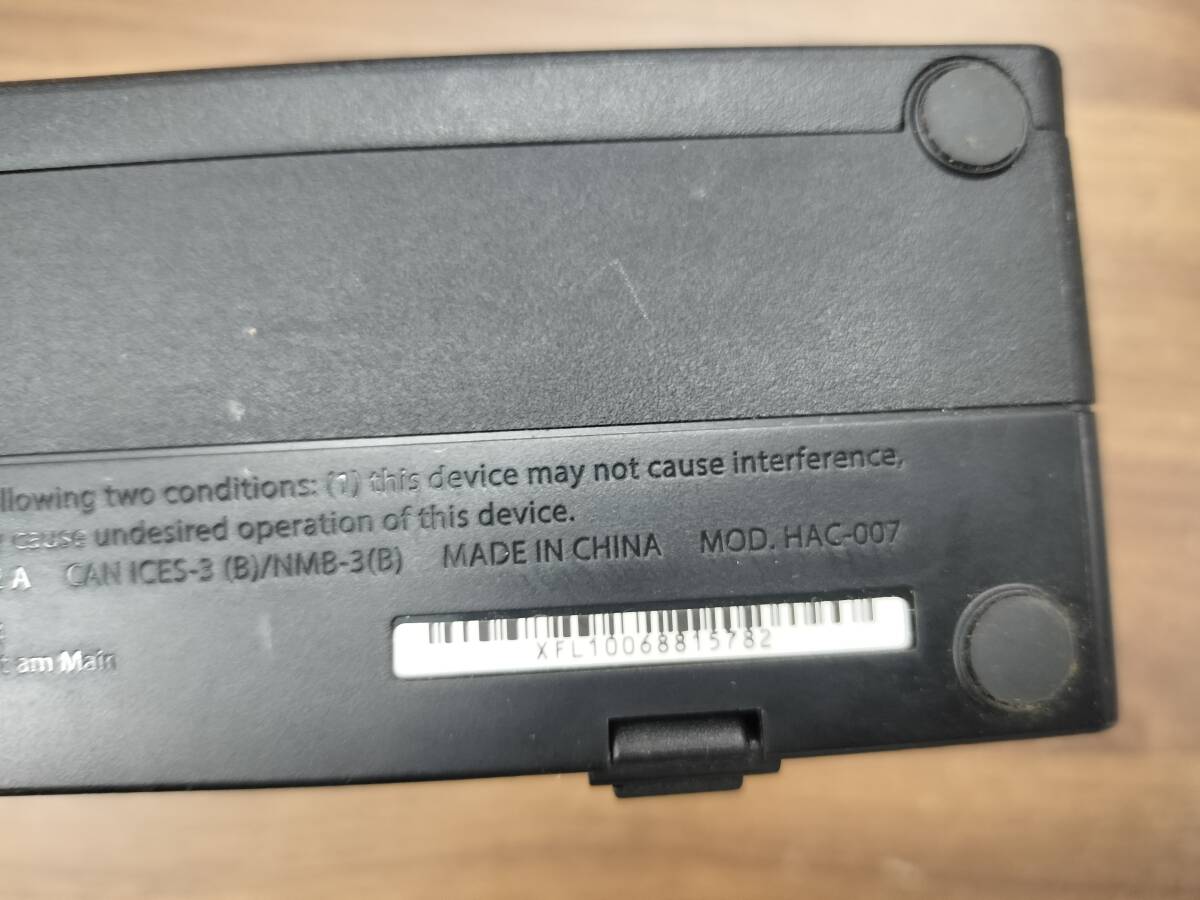 llowing two conditions: (1) this device may not cause interference,
cause undesired operation of this device.
A CAN ICES-3 (B)/NMB-3(B) MADE IN CHINA MOD. HAC-007
t am Main
XFL10068815782